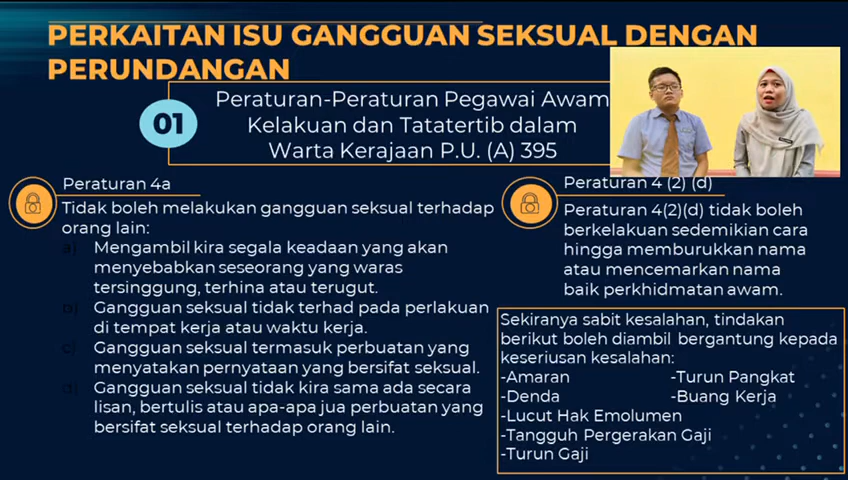 PERKAITAN ISU GANGGUAN SEKSUAL DENGAN
PERUNDANGAN
01
Peraturan-Peraturan Pegawai Awam
Kelakuan dan Tatatertib dalam
Warta Kerajaan P.U. (A) 395
Peraturan 4a
Tidak boleh melakukan gangguan seksual terhadap
orang lain:
a) Mengambil kira segala keadaan yang akan
menyebabkan seseorang yang waras
tersinggung, terhina atau terugut.
b) Gangguan seksual tidak terhad pada perlakuan
di tempat kerja atau waktu kerja.
c) Gangguan seksual termasuk perbuatan yang
menyatakan pernyataan yang bersifat seksual.
d) Gangguan seksual tidak kira sama ada secara
lisan, bertulis atau apa-apa jua perbuatan yang
bersifat seksual terhadap orang lain.
Peraturan 4 (2) (d)
Peraturan 4(2)(d) tidak boleh
berkelakuan sedemikian cara
hingga memburukkan nama
atau mencemarkan nama
baik perkhidmatan awam.
Sekiranya sabit kesalahan, tindakan
berikut boleh diambil bergantung kepada
keseriusan kesalahan:
-Amaran -Turun Pangkat
-Denda -Buang Kerja
-Lucut Hak Emolumen
-Tangguh Pergerakan Gaji
-Turun Gaji